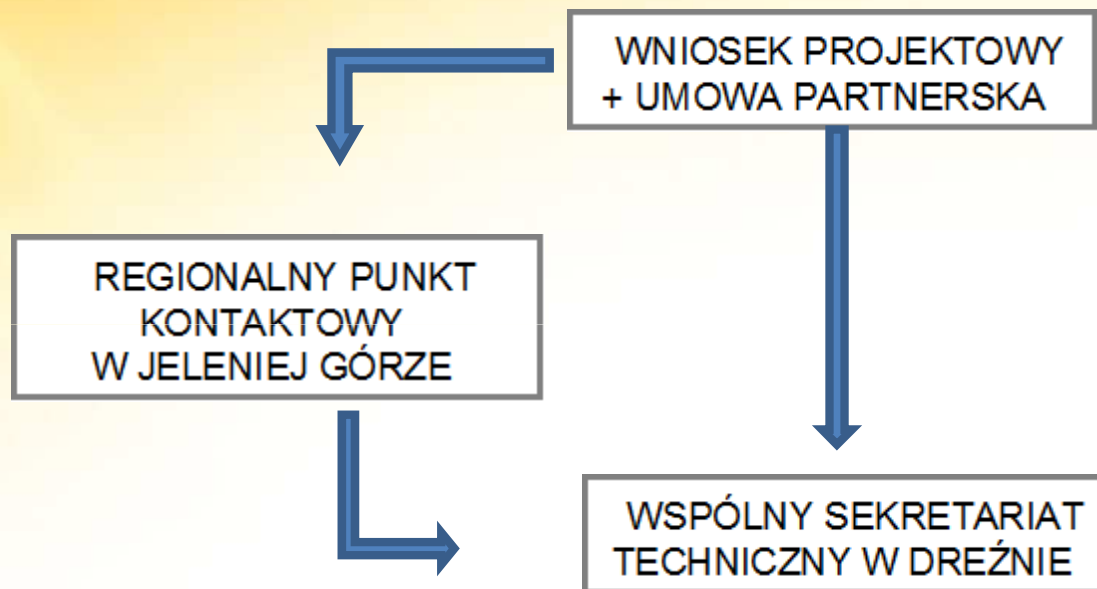 WNIOSEK PROJEKTOWY
+ UMOWA PARTNERSKA
REGIONALNY PUNKT
KONTAKTOWY
W JELENIEJ GÓRZE
WSPÓLNY SEKRETARIAT
TECHNICZNY W DREŹNIE